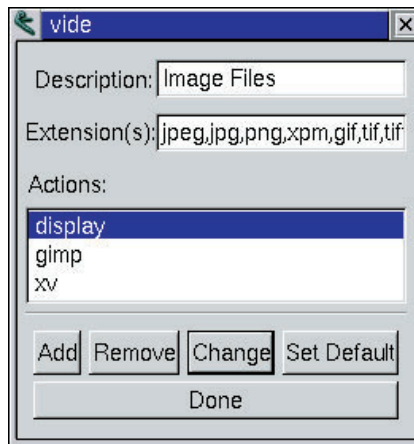 vide
Description: Image Files
Extension(s): jpeg,jpg,png,xpm,gif,tif,tif
Actions:
display
gimp
xv
Add Remove Change Set Default
Done